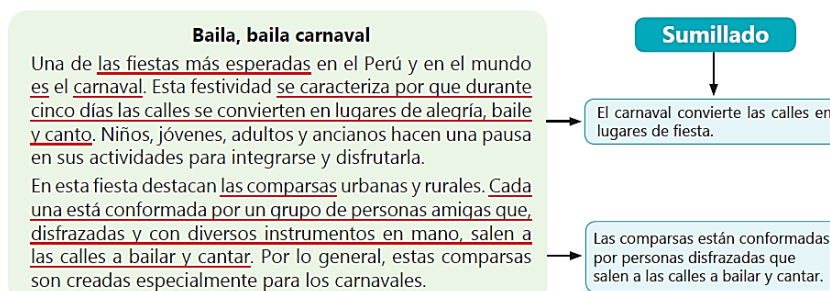 Baila, baila carnaval
Una de las fiestas más esperadas en el Perú y en el mundo
es el carnaval. Esta festividad se caracteriza por que durante
cinco días las calles se convierten en lugares de alegría, baile
y canto. Niños, jóvenes, adultos y ancianos hacen una pausa
en sus actividades para integrarse y disfrutarla.
En esta fiesta destacan las comparsas urbanas y rurales. Cada
una está conformada por un grupo de personas amigas que,
disfrazadas y con diversos instrumentos en mano, salen a
las calles a bailar y cantar. Por lo general, estas comparsas
son creadas especialmente para los carnavales.
Sumillado
El carnaval convierte las calles en
lugares de fiesta.
Las comparsas están conformadas
por personas disfrazadas que
salen a las calles a bailar y cantar.